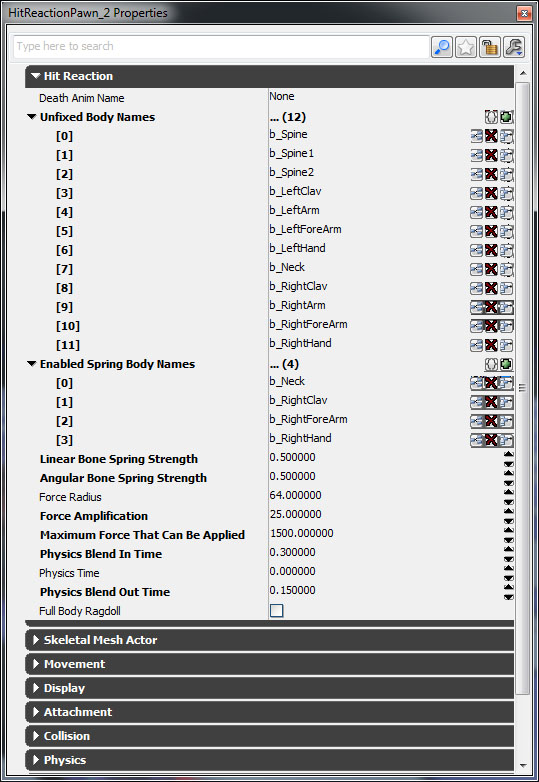 HitReactionPawn_2 Properties
Type here to search
Hit Reaction
Death Anim Name None
Unfixed Body Names ... (12)
[0] b_Spine
[1] b_Spine1
[2] b_Spine2
[3] b_LeftClav
[4] b_LeftArm
[5] b_LeftForeArm
[6] b_LeftHand
[7] b_Neck
[8] b_RightClav
[9] b_RightArm
[10] b_RightForeArm
[11] b_RightHand
Enabled Spring Body Names ... (4)
[0] b_Neck
[1] b_RightClav
[2] b_RightForeArm
[3] b_RightHand
Linear Bone Spring Strength 0.500000
Angular Bone Spring Strength 0.500000
Force Radius 64.000000
Force Amplification 25.000000
Maximum Force That Can Be Applied 1500.000000
Physics Blend In Time 0.300000
Physics Time 0.000000
Physics Blend Out Time 0.150000
Full Body Ragdoll
Skeletal Mesh Actor
Movement
Display
Attachment
Collision
Physics